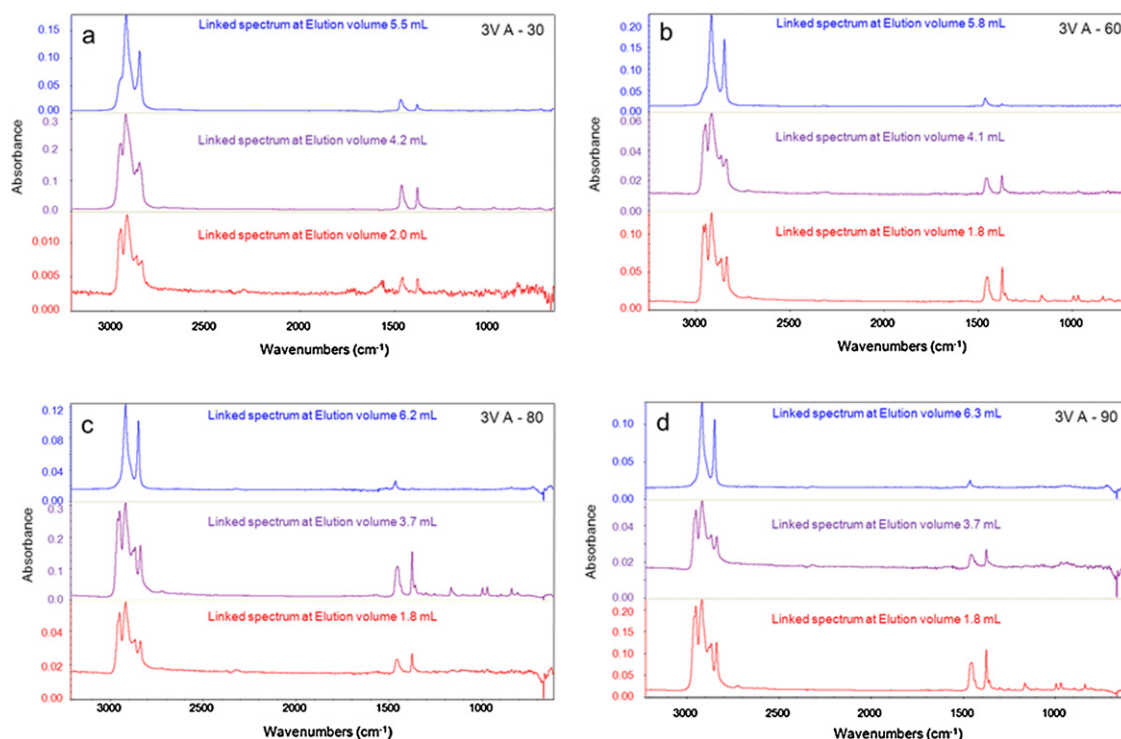 a
Linked spectrum at Elution volume 5.5 mL
3V A - 30
0.15
0.10
0.05
0.00
Linked spectrum at Elution volume 4.2 mL
0.3
0.2
0.1
0.0
Linked spectrum at Elution volume 2.0 mL
0.010
0.005
0.000
Absorbance
3000 2500 2000 1500 1000
Wavenumbers (cm-1)
b
Linked spectrum at Elution volume 5.8 mL
3V A - 60
0.20
0.15
0.10
0.05
0.00
Linked spectrum at Elution volume 4.1 mL
0.06
0.04
0.02
0.00
Linked spectrum at Elution volume 1.8 mL
0.10
0.05
0.00
Absorbance
3000 2500 2000 1500 1000
Wavenumbers (cm-1)
c
Linked spectrum at Elution volume 6.2 mL
3V A - 80
0.12
0.08
0.04
0.00
Linked spectrum at Elution volume 3.7 mL
0.3
0.2
0.1
0.0
Linked spectrum at Elution volume 1.8 mL
0.04
0.02
0.00
Absorbance
3000 2500 2000 1500 1000
Wavenumbers (cm-1)
d
Linked spectrum at Elution volume 6.3 mL
3V A - 90
0.10
0.05
0.00
Linked spectrum at Elution volume 3.7 mL
0.04
0.02
0.00
Linked spectrum at Elution volume 1.8 mL
0.20
0.15
0.10
0.05
0.00
Absorbance
3000 2500 2000 1500 1000
Wavenumbers (cm-1)